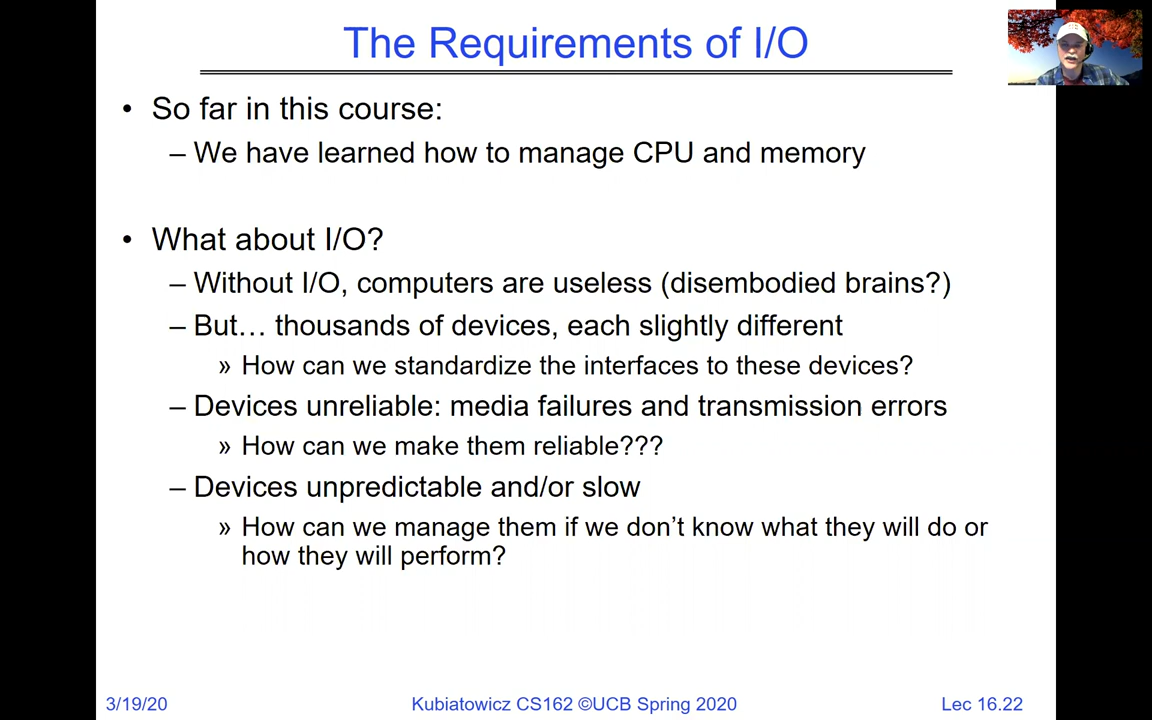 The Requirements of I/O
• So far in this course:
– We have learned how to manage CPU and memory
• What about I/O?
– Without I/O, computers are useless (disembodied brains?)
– But… thousands of devices, each slightly different
» How can we standardize the interfaces to these devices?
– Devices unreliable: media failures and transmission errors
» How can we make them reliable???
– Devices unpredictable and/or slow
» How can we manage them if we don’t know what they will do or
how they will perform?
3/19/20
Kubiatowicz CS162 ©UCB Spring 2020
Lec 16.22